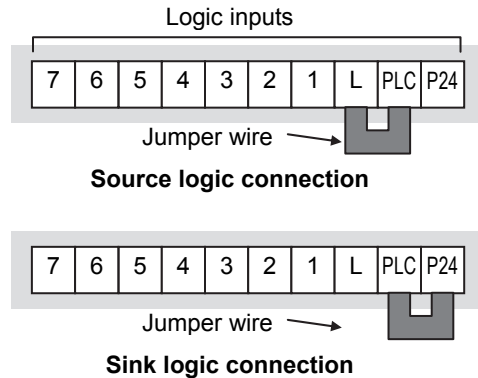 Logic inputs
7 6 5 4 3 2 1 L PLC P24
Jumper wire
Source logic connection
7 6 5 4 3 2 1 L PLC P24
Jumper wire
Sink logic connection